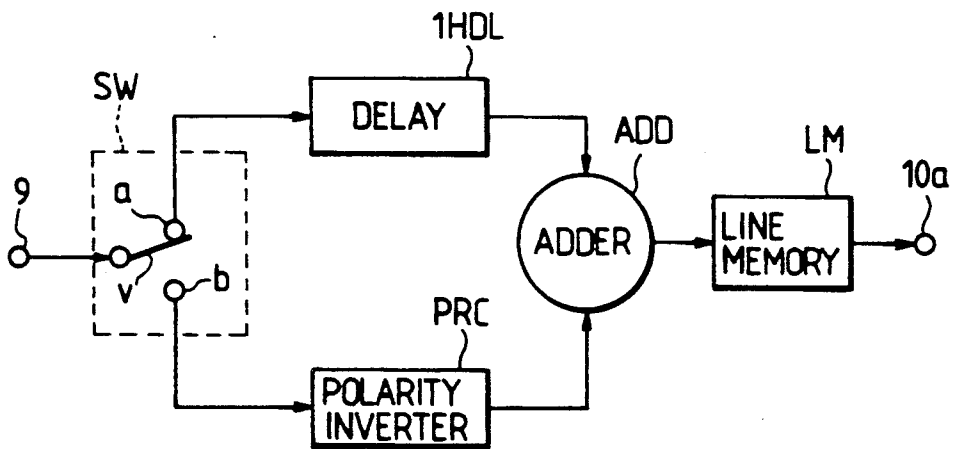 1HDL
SW
DELAY
ADD
LM
9
a
10a
ADDER
LINE
MEMORY
v
b
PRC
POLARITY
INVERTER